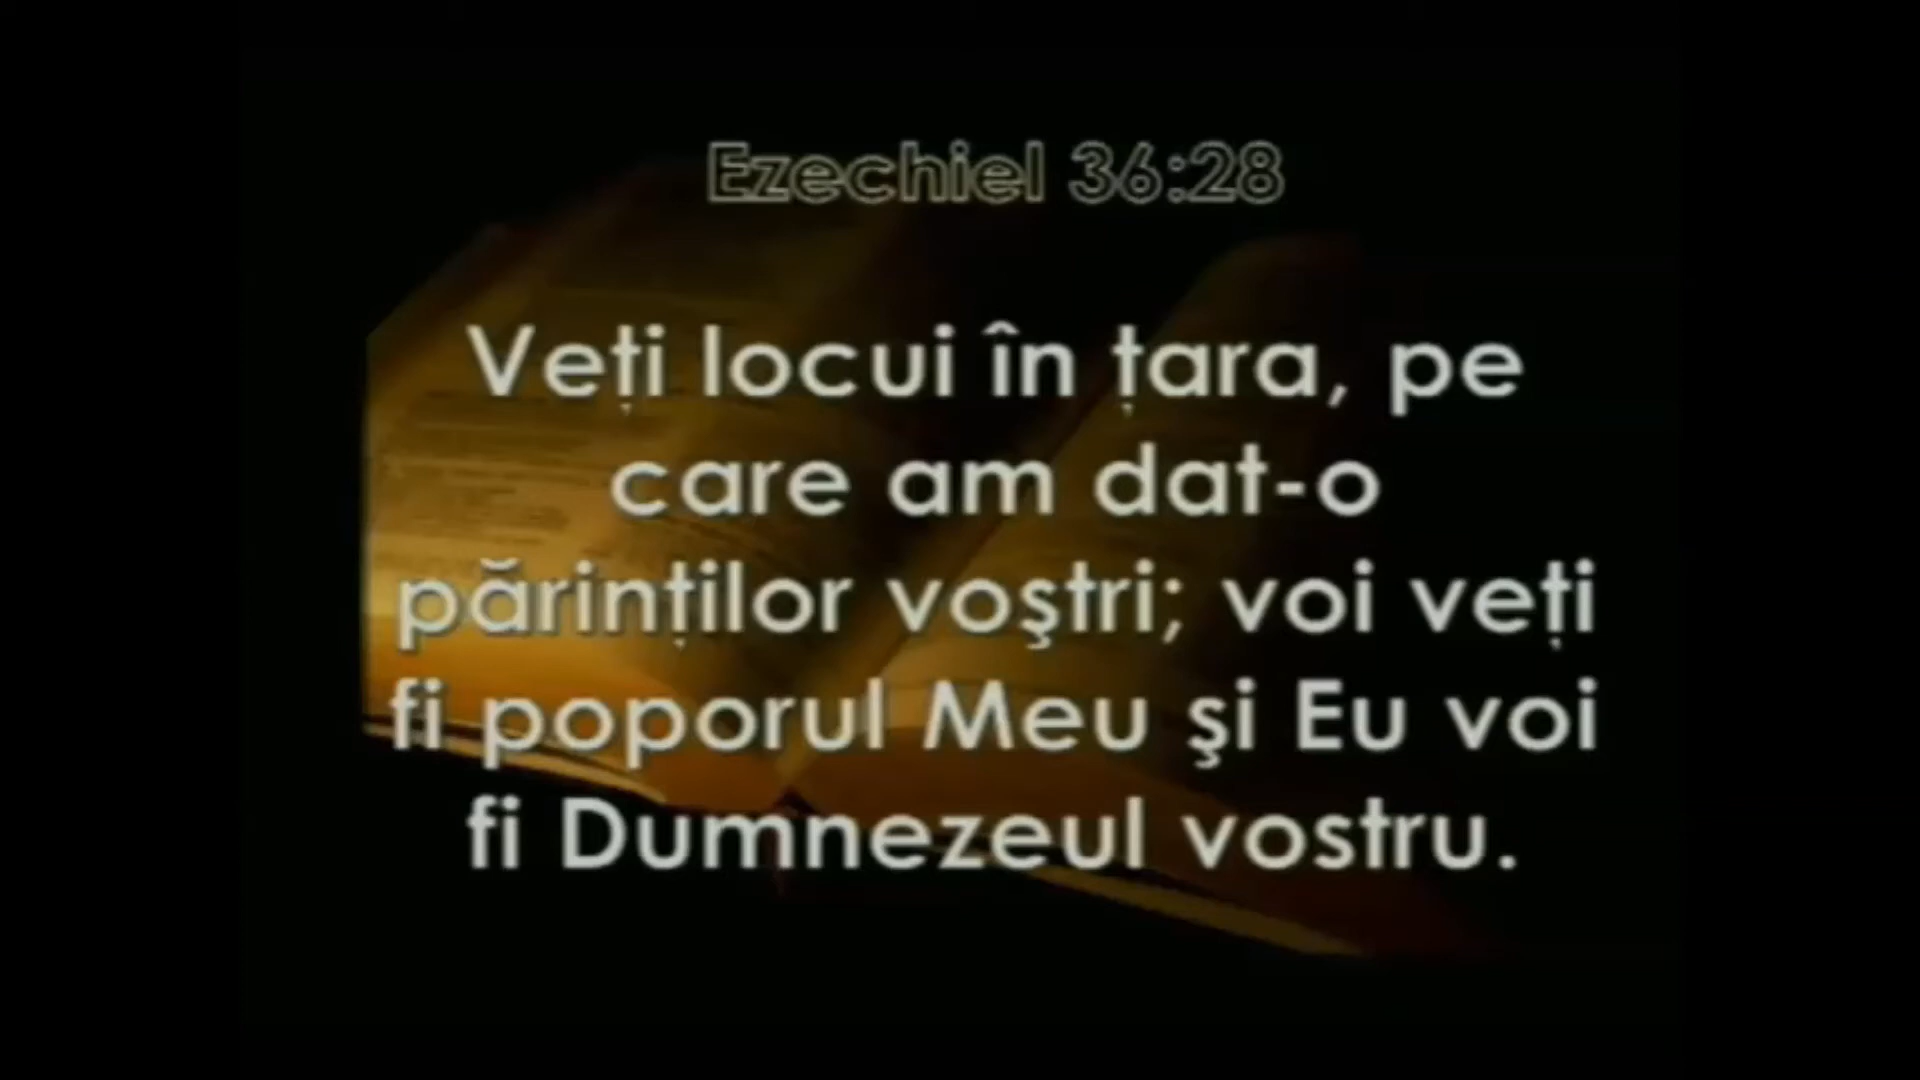 Ezechiel 36:28
Veți locui în țara, pe
care am dat-o
părinților voştri; voi veți
fi poporul Meu şi Eu voi
fi Dumnezeul vostru.